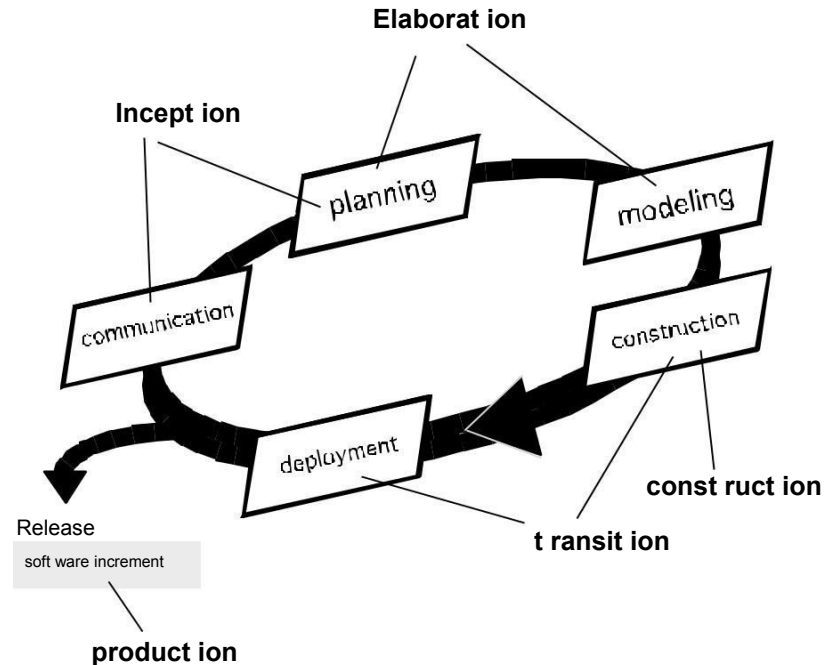 Elaborat ion
Incept ion
planning
modeling
communication
construction
deployment
const ruct ion
t ransit ion
Release
soft ware increment
product ion